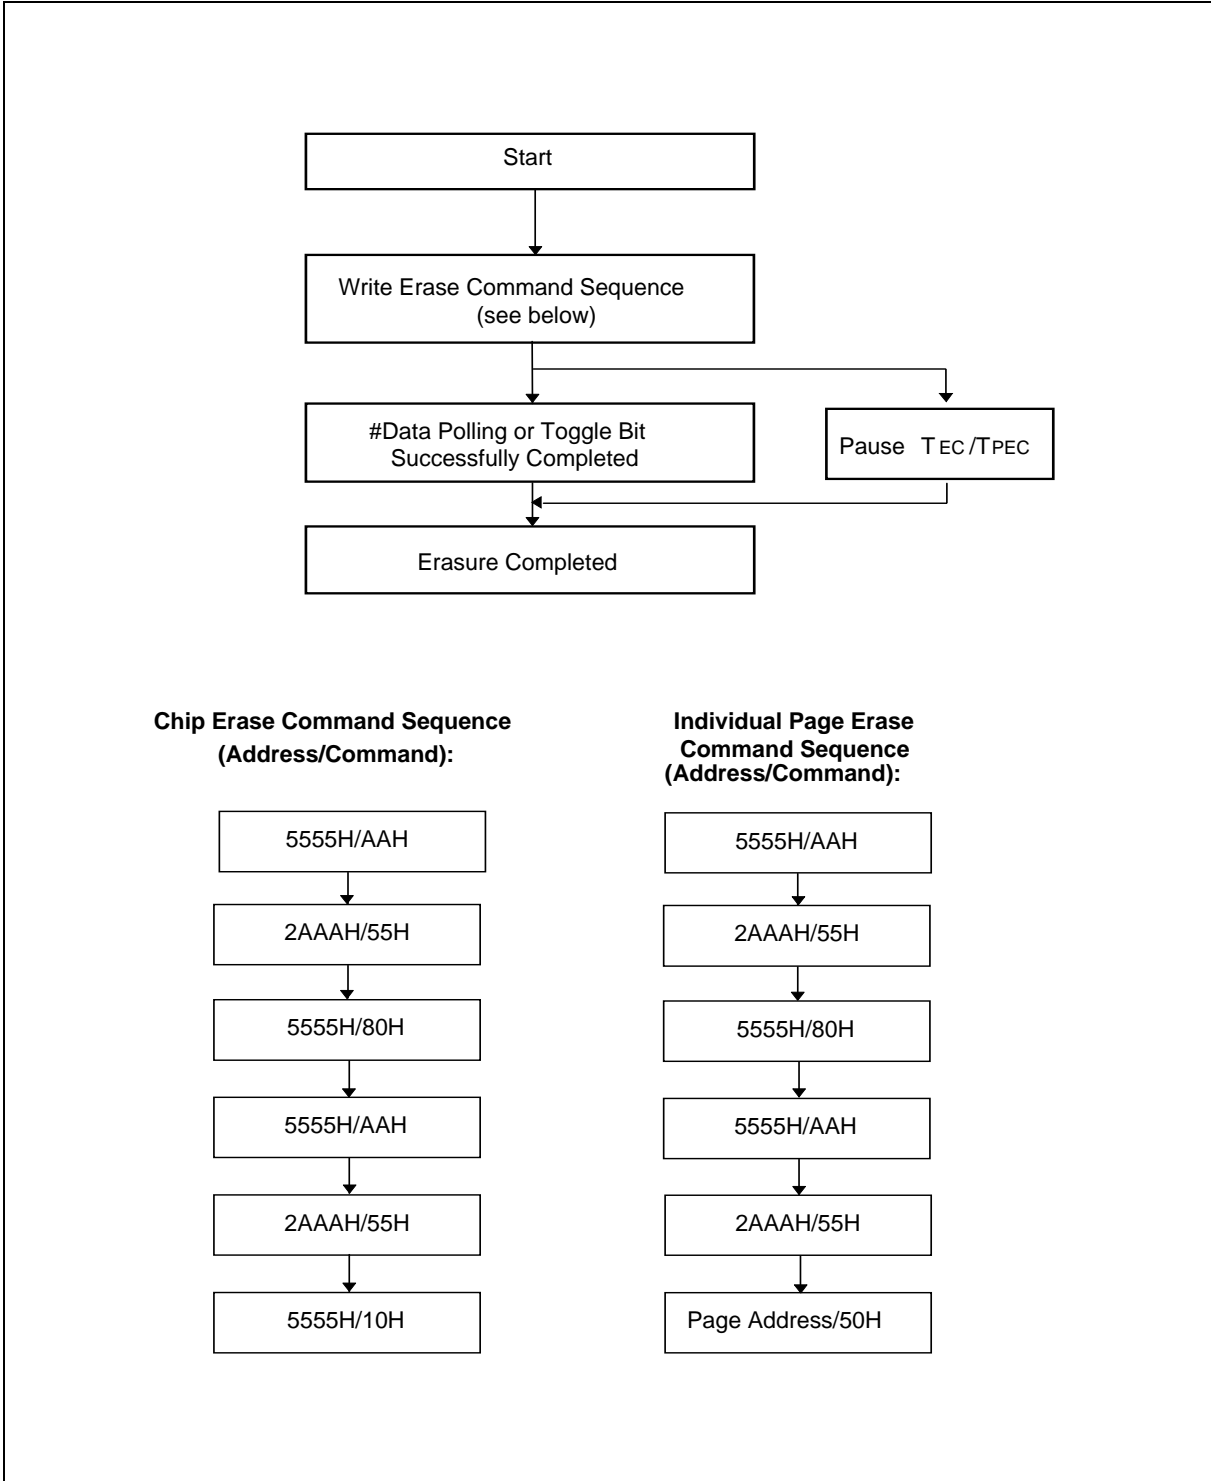 Start
Write Erase Command Sequence
(see below)
#Data Polling or Toggle Bit
Successfully Completed
Pause TEC/TPEC
Erasure Completed
Chip Erase Command Sequence
(Address/Command):
5555H/AAH
2AAAH/55H
5555H/80H
5555H/AAH
2AAAH/55H
5555H/10H
Individual Page Erase
Command Sequence
(Address/Command):
5555H/AAH
2AAAH/55H
5555H/80H
5555H/AAH
2AAAH/55H
Page Address/50H